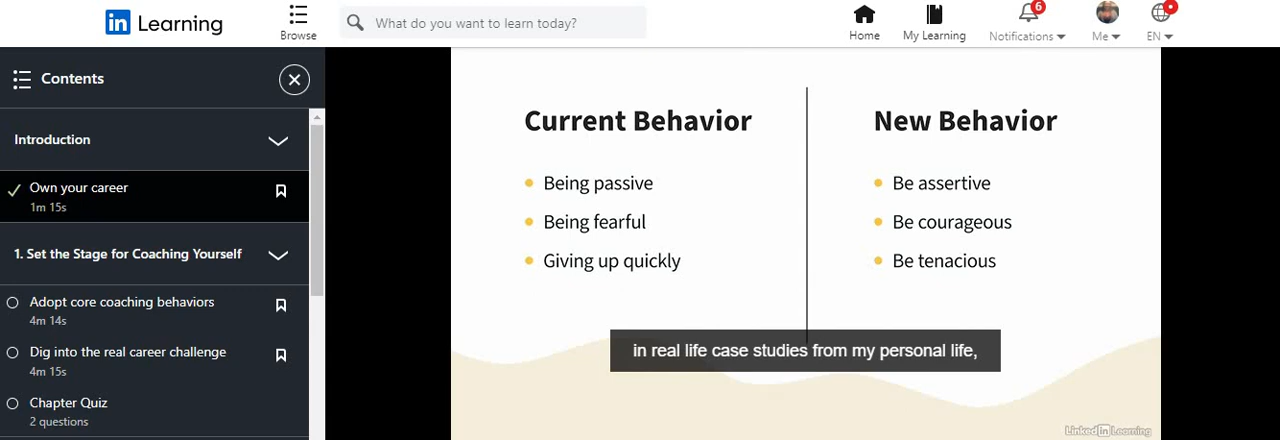 in Learning
Browse
What do you want to learn today?
Home
My Learning
6
Notifications
Me
EN
Contents
Introduction
Own your career
1m 15s
1. Set the Stage for Coaching Yourself
Adopt core coaching behaviors
4m 14s
Dig into the real career challenge
4m 15s
Chapter Quiz
2 questions
Current Behavior
Being passive
Being fearful
Giving up quickly
New Behavior
Be assertive
Be courageous
Be tenacious
in real life case studies from my personal life,
Linked in Learning